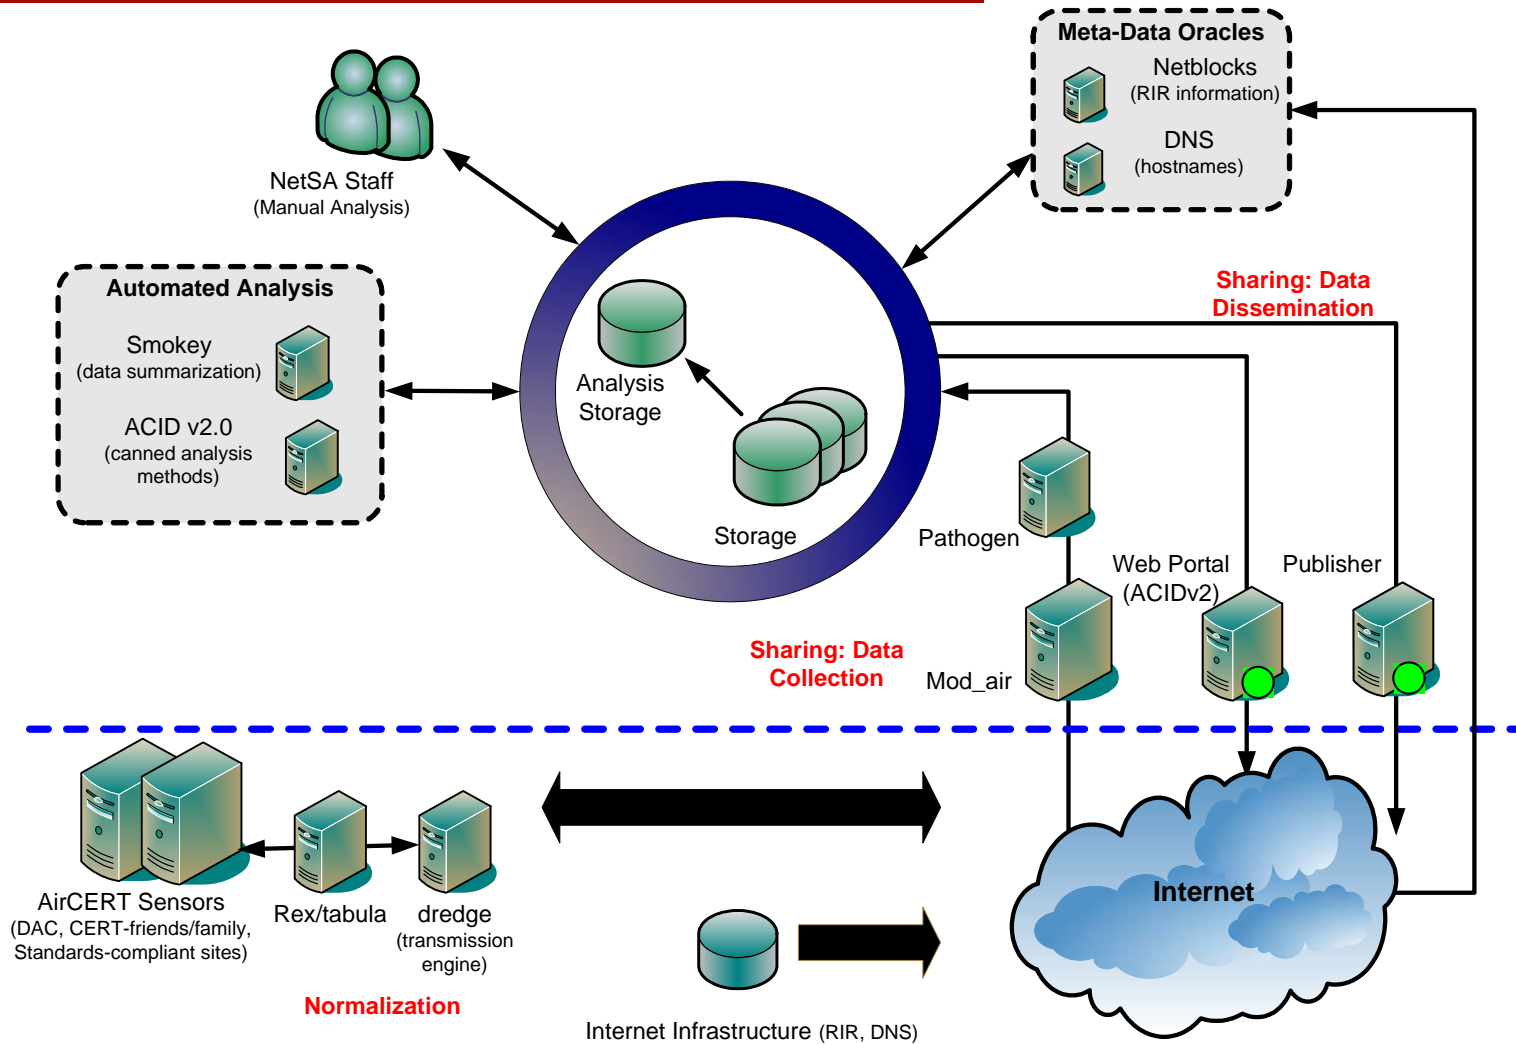 Meta-Data Oracles
Netblocks
(RIR information)
DNS
(hostnames)
NetSA Staff
(Manual Analysis)
Automated Analysis
Smokey
(data summarization)
ACID v2.0
(canned analysis
methods)
Analysis
Storage
Storage
Sharing: Data
Dissemination
Pathogen
Web Portal
(ACIDv2)
Publisher
Sharing: Data
Collection
Mod_air
AirCERT Sensors
(DAC, CERT-friends/family,
Standards-compliant sites)
Rex/tabula
dredge
(transmission
engine)
Normalization
Internet Infrastructure (RIR, DNS)
Internet